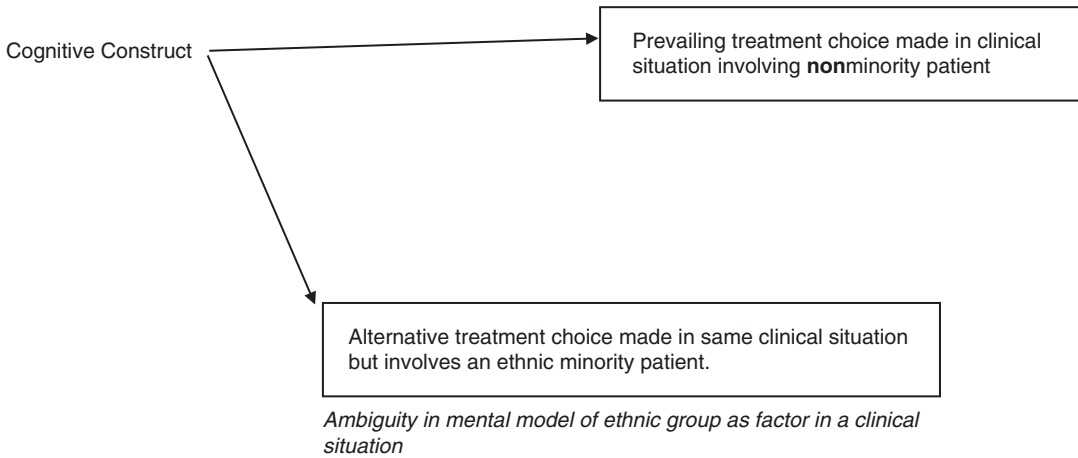 Cognitive Construct
Prevailing treatment choice made in clinical
situation involving nonminority patient
Alternative treatment choice made in same clinical situation
but involves an ethnic minority patient.
Ambiguity in mental model of ethnic group as factor in a clinical
situation